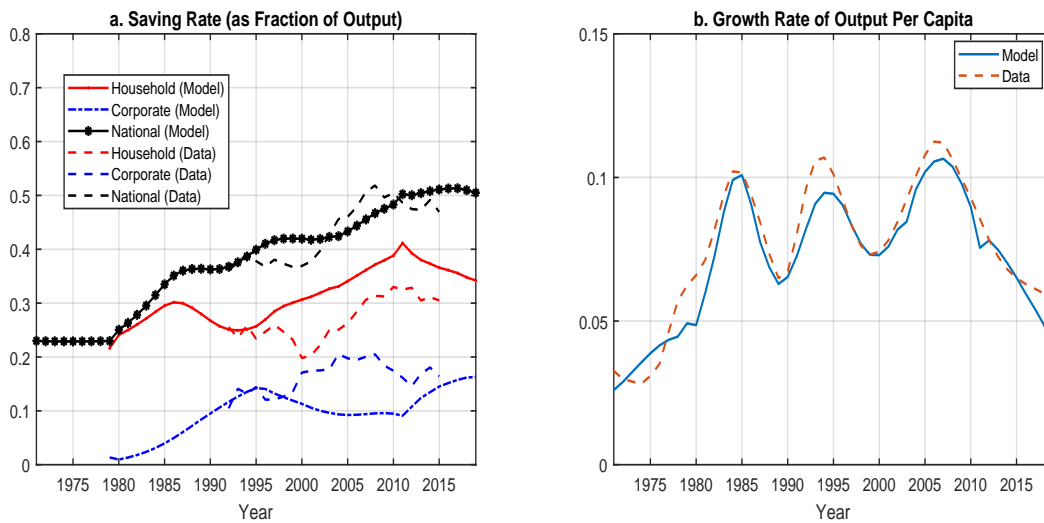 a. Saving Rate (as Fraction of Output)
0.8
0.7
0.6
0.5
0.4
0.3
0.2
0.1
0
Household (Model)
Corporate (Model)
National (Model)
Household (Data)
Corporate (Data)
National (Data)
1975 1980 1985 1990 1995 2000 2005 2010 2015
Year
b. Growth Rate of Output Per Capita
0.15
0.1
0.05
0
Model
Data
1975 1980 1985 1990 1995 2000 2005 2010 2015
Year